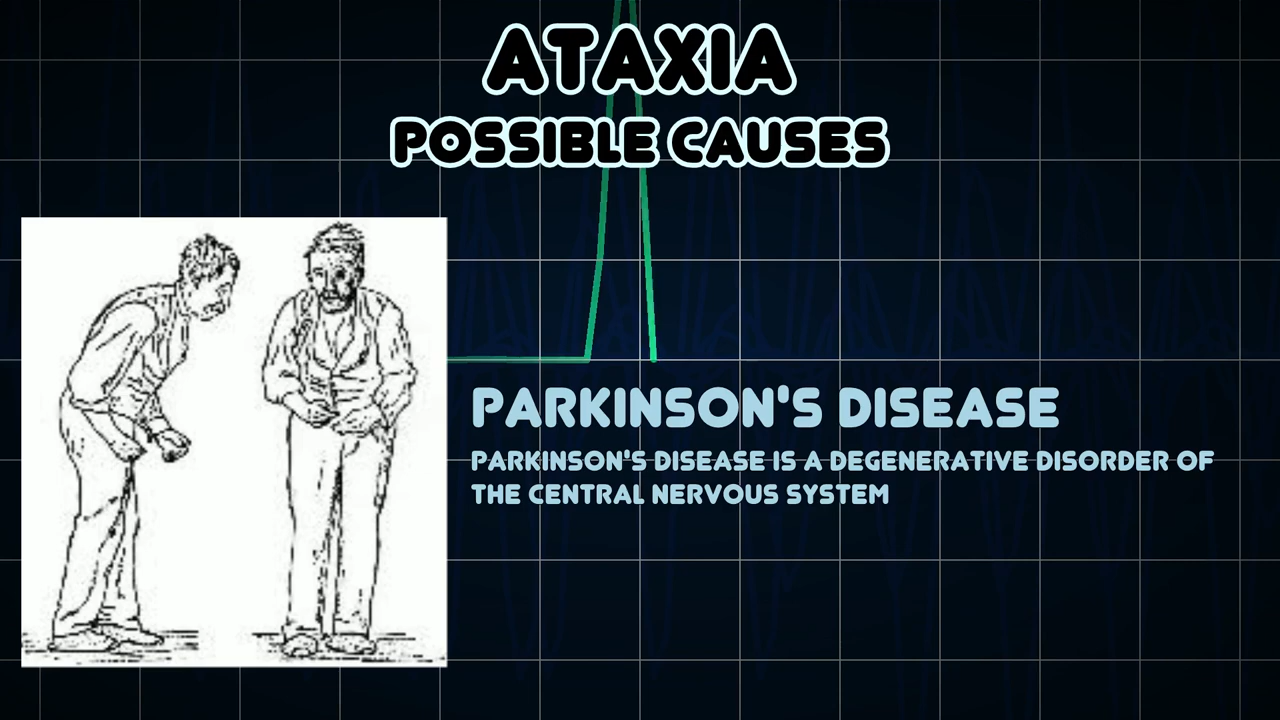 ATAXIA
POSSIBLE CAUSES
PARKINSON'S DISEASE
PARKINSON'S DISEASE IS A DEGENERATIVE DISORDER OF
THE CENTRAL NERVOUS SYSTEM